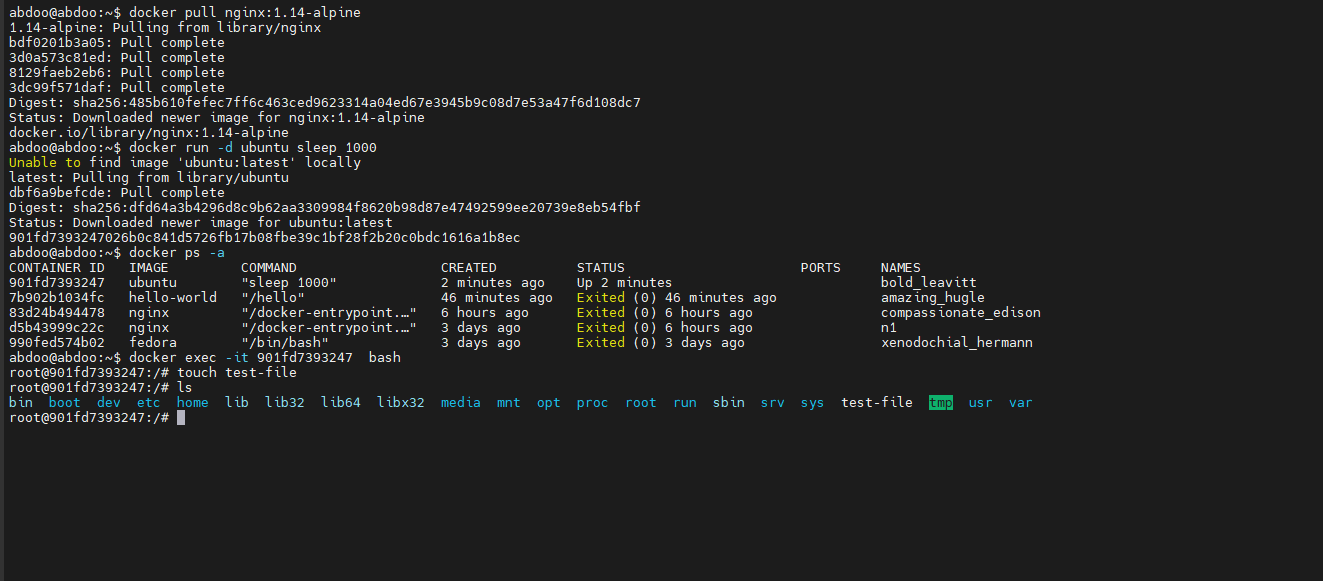 abdoo@abdoo:~$ docker pull nginx:1.14-alpine
1.14-alpine: Pulling from library/nginx
bdf0201b3a05: Pull complete
3d0a573c81ed: Pull complete
8129faeb2eb6: Pull complete
3dc99f571daf: Pull complete
Digest: sha256:485b610fefec7ff6c463ced9623314a04ed67e3945b9c08d7e53a47f6d108dc7
Status: Downloaded newer image for nginx:1.14-alpine
docker.io/library/nginx:1.14-alpine
abdoo@abdoo:~$ docker run -d ubuntu sleep 1000
Unable to find image 'ubuntu:latest' locally
latest: Pulling from library/ubuntu
dbf6a9befcde: Pull complete
Digest: sha256:dfd64a3b4296d8c9b62aa3309984f8620b98d87e47492599ee20739e8eb54fbf
Status: Downloaded newer image for ubuntu:latest
901fd7393247026b0c841d5726fb17b08fbe39c1bf28f2b20c0bdc1616a1b8ec
abdoo@abdoo:~$ docker ps -a
CONTAINER ID   IMAGE         COMMAND                  CREATED          STATUS                      PORTS     NAMES
901fd7393247   ubuntu        "sleep 1000"             2 minutes ago    Up 2 minutes                          bold_leavitt
7b902b1034fc   hello-world   "/hello"                 46 minutes ago   Exited (0) 46 minutes ago             amazing_hugle
83d24b494478   nginx         "/docker-entrypoint.…"   6 hours ago      Exited (0) 6 hours ago                compassionate_edison
d5b43999c22c   nginx         "/docker-entrypoint.…"   3 days ago       Exited (0) 6 hours ago                n1
990fed574b02   fedora        "/bin/bash"              3 days ago       Exited (0) 3 days ago                 xenodochial_hermann
abdoo@abdoo:~$ docker exec -it 901fd7393247  bash
root@901fd7393247:/# touch test-file
root@901fd7393247:/# ls
bin  boot  dev  etc  home  lib  lib32  lib64  libx32  media  mnt  opt  proc  root  run  sbin  srv  sys  test-file  tmp  usr  var
root@901fd7393247:/#